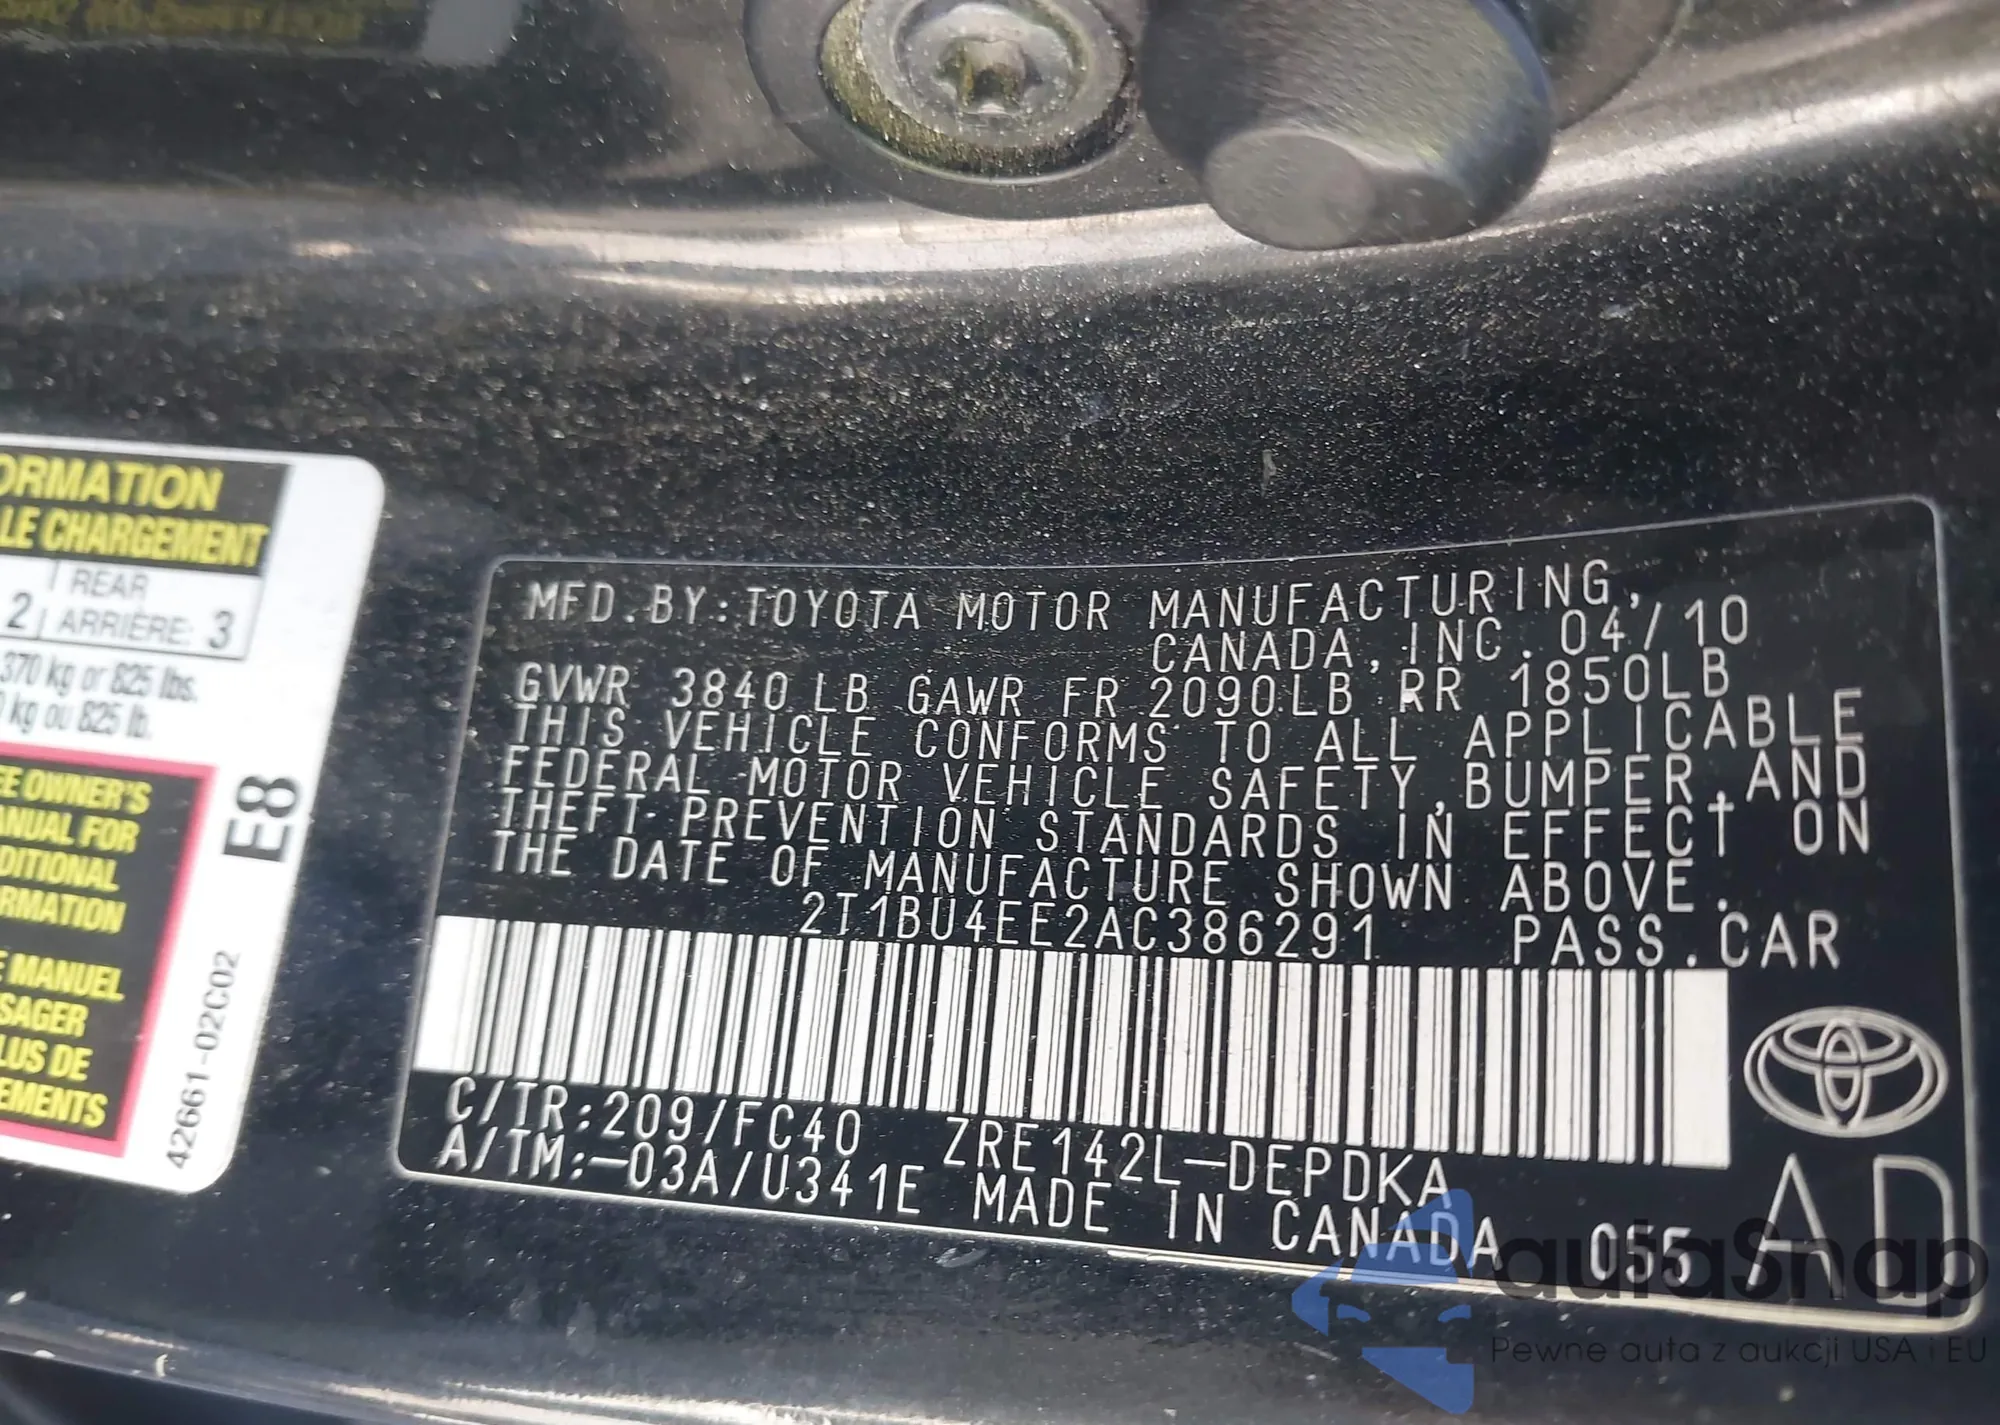 ORMATION
LE CHARGEMENT
2 REAR
ARRIÈRE: 3
370 kg or 825 lbs.
0 kg ou 825 lb.
EE OWNER'S
ANUAL FOR
DITIONAL
RMATION
E MANUEL
SAGER
LUS DE
EMENTS
E8
42661-02C02
MFD.BY:TOYOTA MOTOR MANUFACTURING,
CANADA,INC. 04/10
GVWR 3840LB GAWR FR 2090LB RR 1850LB
THIS VEHICLE CONFORMS TO ALL APPLICABLE
FEDERAL MOTOR VEHICLE SAFETY,BUMPER,AND
THEFT PREVENTION STANDARDS IN EFFECT ON
THE DATE OF MANUFACTURE SHOWN ABOVE.
2T1BU4EE2AC386291 PASS.CAR
C/TR:209/FC40 ZRE142L-DEPDKA
A/TM:-03A/U341E MADE IN CANADA 055
AD
autaSnap
Pewne auta z aukcji USA i EU